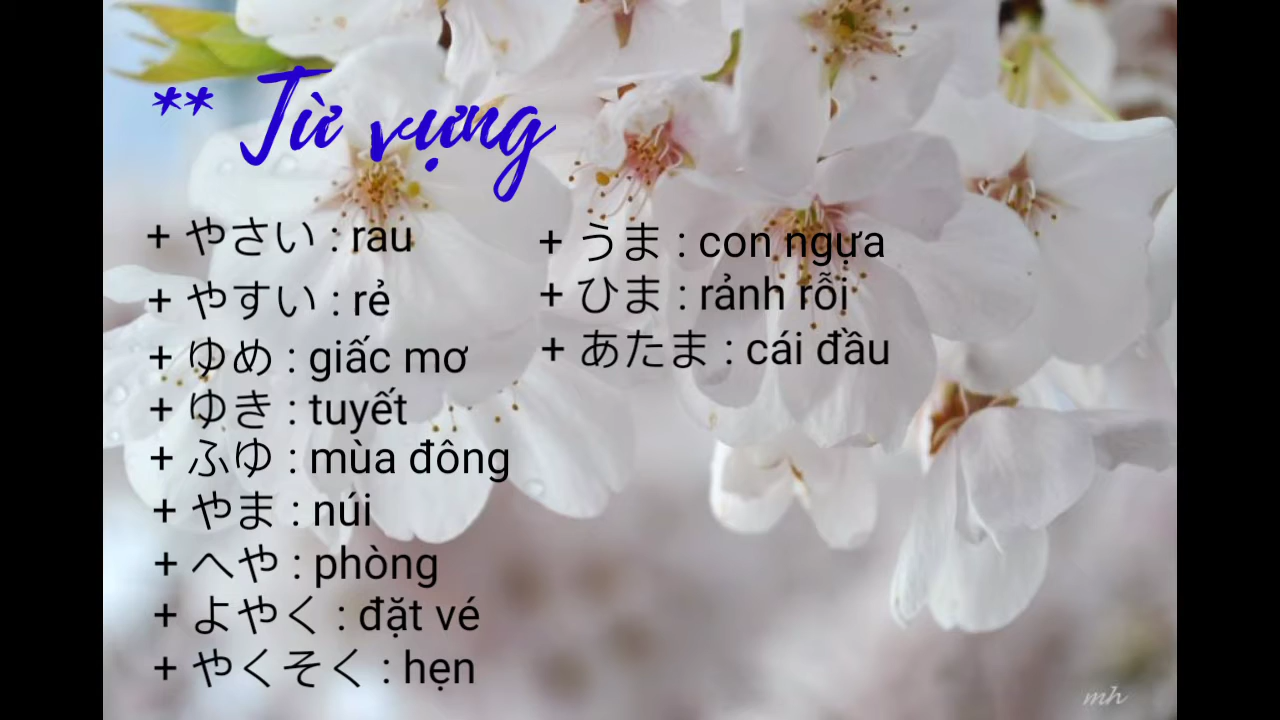 ** Từ vựng
+ やさい : rau
+ やすい : rẻ
+ ゆめ : giấc mơ
+ ゆき : tuyết
+ ふゆ : mùa đông
+ やま : núi
+ へや : phòng
+ よやく : đặt vé
+ やくそく : hẹn
+ うま : con ngựa
+ ひま : rảnh rỗi
+ あたま : cái đầu
mh